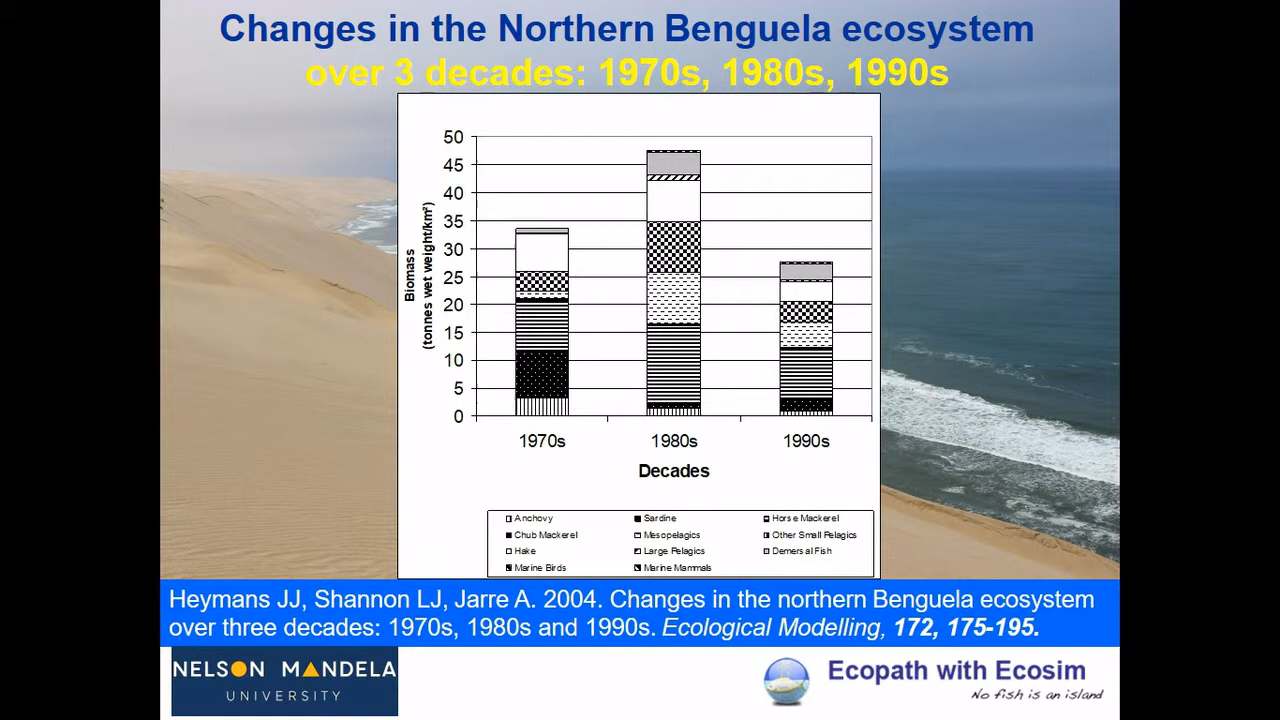 Changes in the Northern Benguela ecosystem
over 3 decades: 1970s, 1980s, 1990s
50
45
40
35
30
25
20
15
10
5
0
Biomass
(tonnes wet weight/km²)
1970s 1980s 1990s
Decades
Anchovy Sardine Horse Mackerel
Chub Mackerel Mesopelagics Other Small Pelagics
Hake Large Pelagics Demersal Fish
Marine Birds Marine Mammals
Heymans JJ, Shannon LJ, Jarre A. 2004. Changes in the northern Benguela ecosystem
over three decades: 1970s, 1980s and 1990s. Ecological Modelling, 172, 175-195.
NELSON MANDELA
UNIVERSITY
Ecopath with Ecosim
No fish is an island